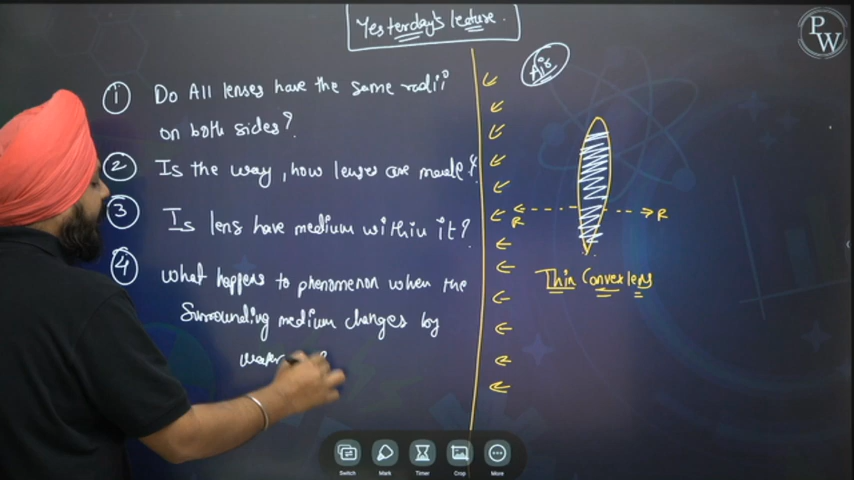 Yesterday's lecture.
PW
① Do All lenses have the same radii
on both sides?
② Is the way, how lenses are made?
③ Is lens have medium within it?
④ What happens to phenomenon when the
Surrounding medium changes by
water ?
Air
R
R
Thin Convex lens
Switch
Mark
Timer
Crop
More